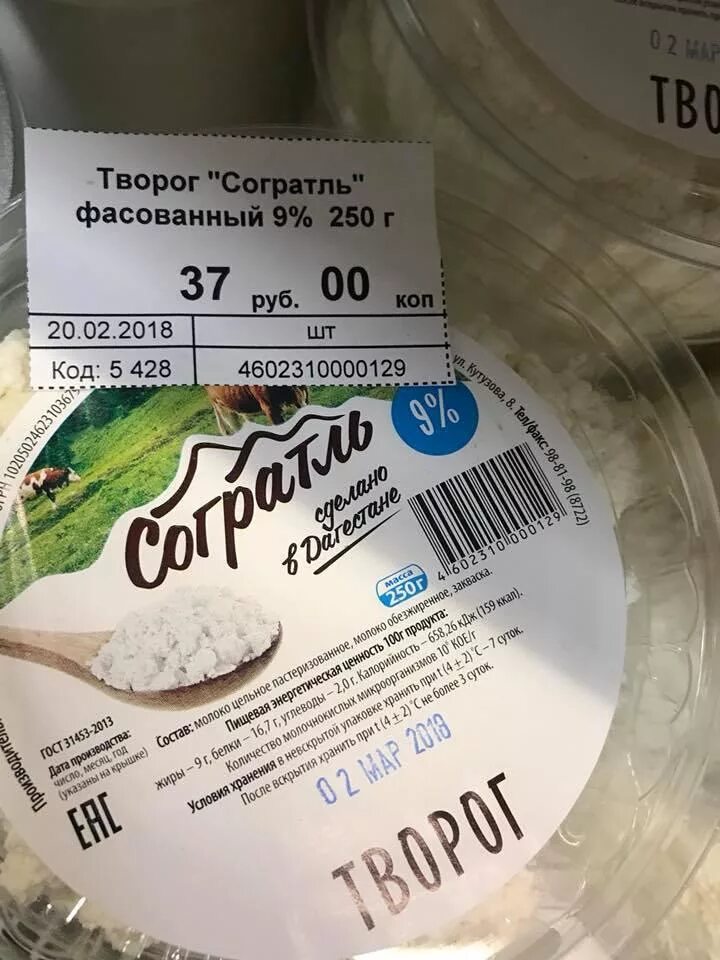 Творог "Согратль"
фасованный 9% 250 г
37 руб. 00 коп
20.02.2018 шт
Код: 5 428 4602310000129
02 МАР
ТВО
ул. Кутузова, 8. Тел/факс 98-81-98 (8722)
9%
Согратль
сделано
в Дагестане
4 602310 000129
масса
250г
Состав: молоко цельное пастеризованное, молоко обезжиренное, закваска.
Пищевая энергетическая ценность 100г продукта:
жиры – 9 г, белки – 16,7 г, углеводы – 2,0 г. Калорийность – 658,26 кДж (159 ккал).
Количество молочнокислых микроорганизмов КОЕ/г
Условия хранения в невскрытой упаковке хранить при t (4 ± 2)°С – 7 суток.
После вскрытия хранить при t (4 ± 2)°С не более 3 суток.
ГОСТ 31453-2013
Дата производства:
число, месяц, год
(указаны на крышке)
EAC
02 МАР 2018
ТВОРОГ